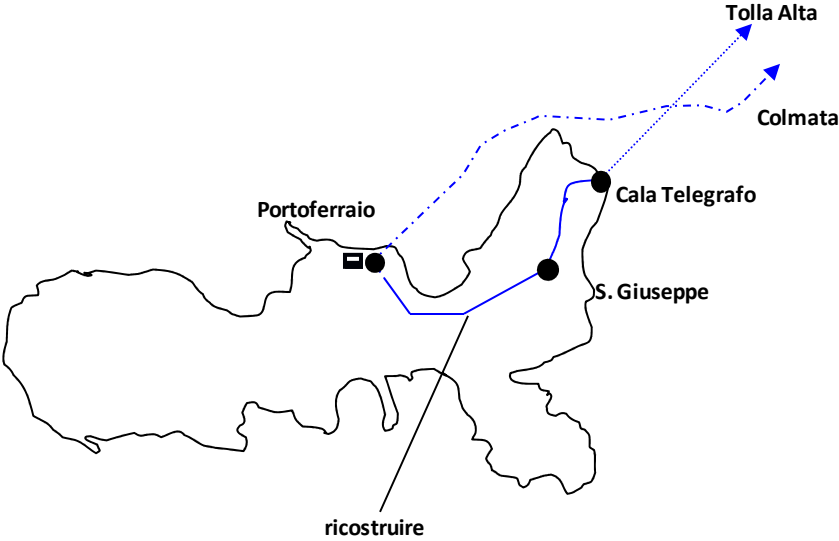 Tolla Alta
Colmata
Cala Telegrafo
Portoferraio
S. Giuseppe
ricostruire